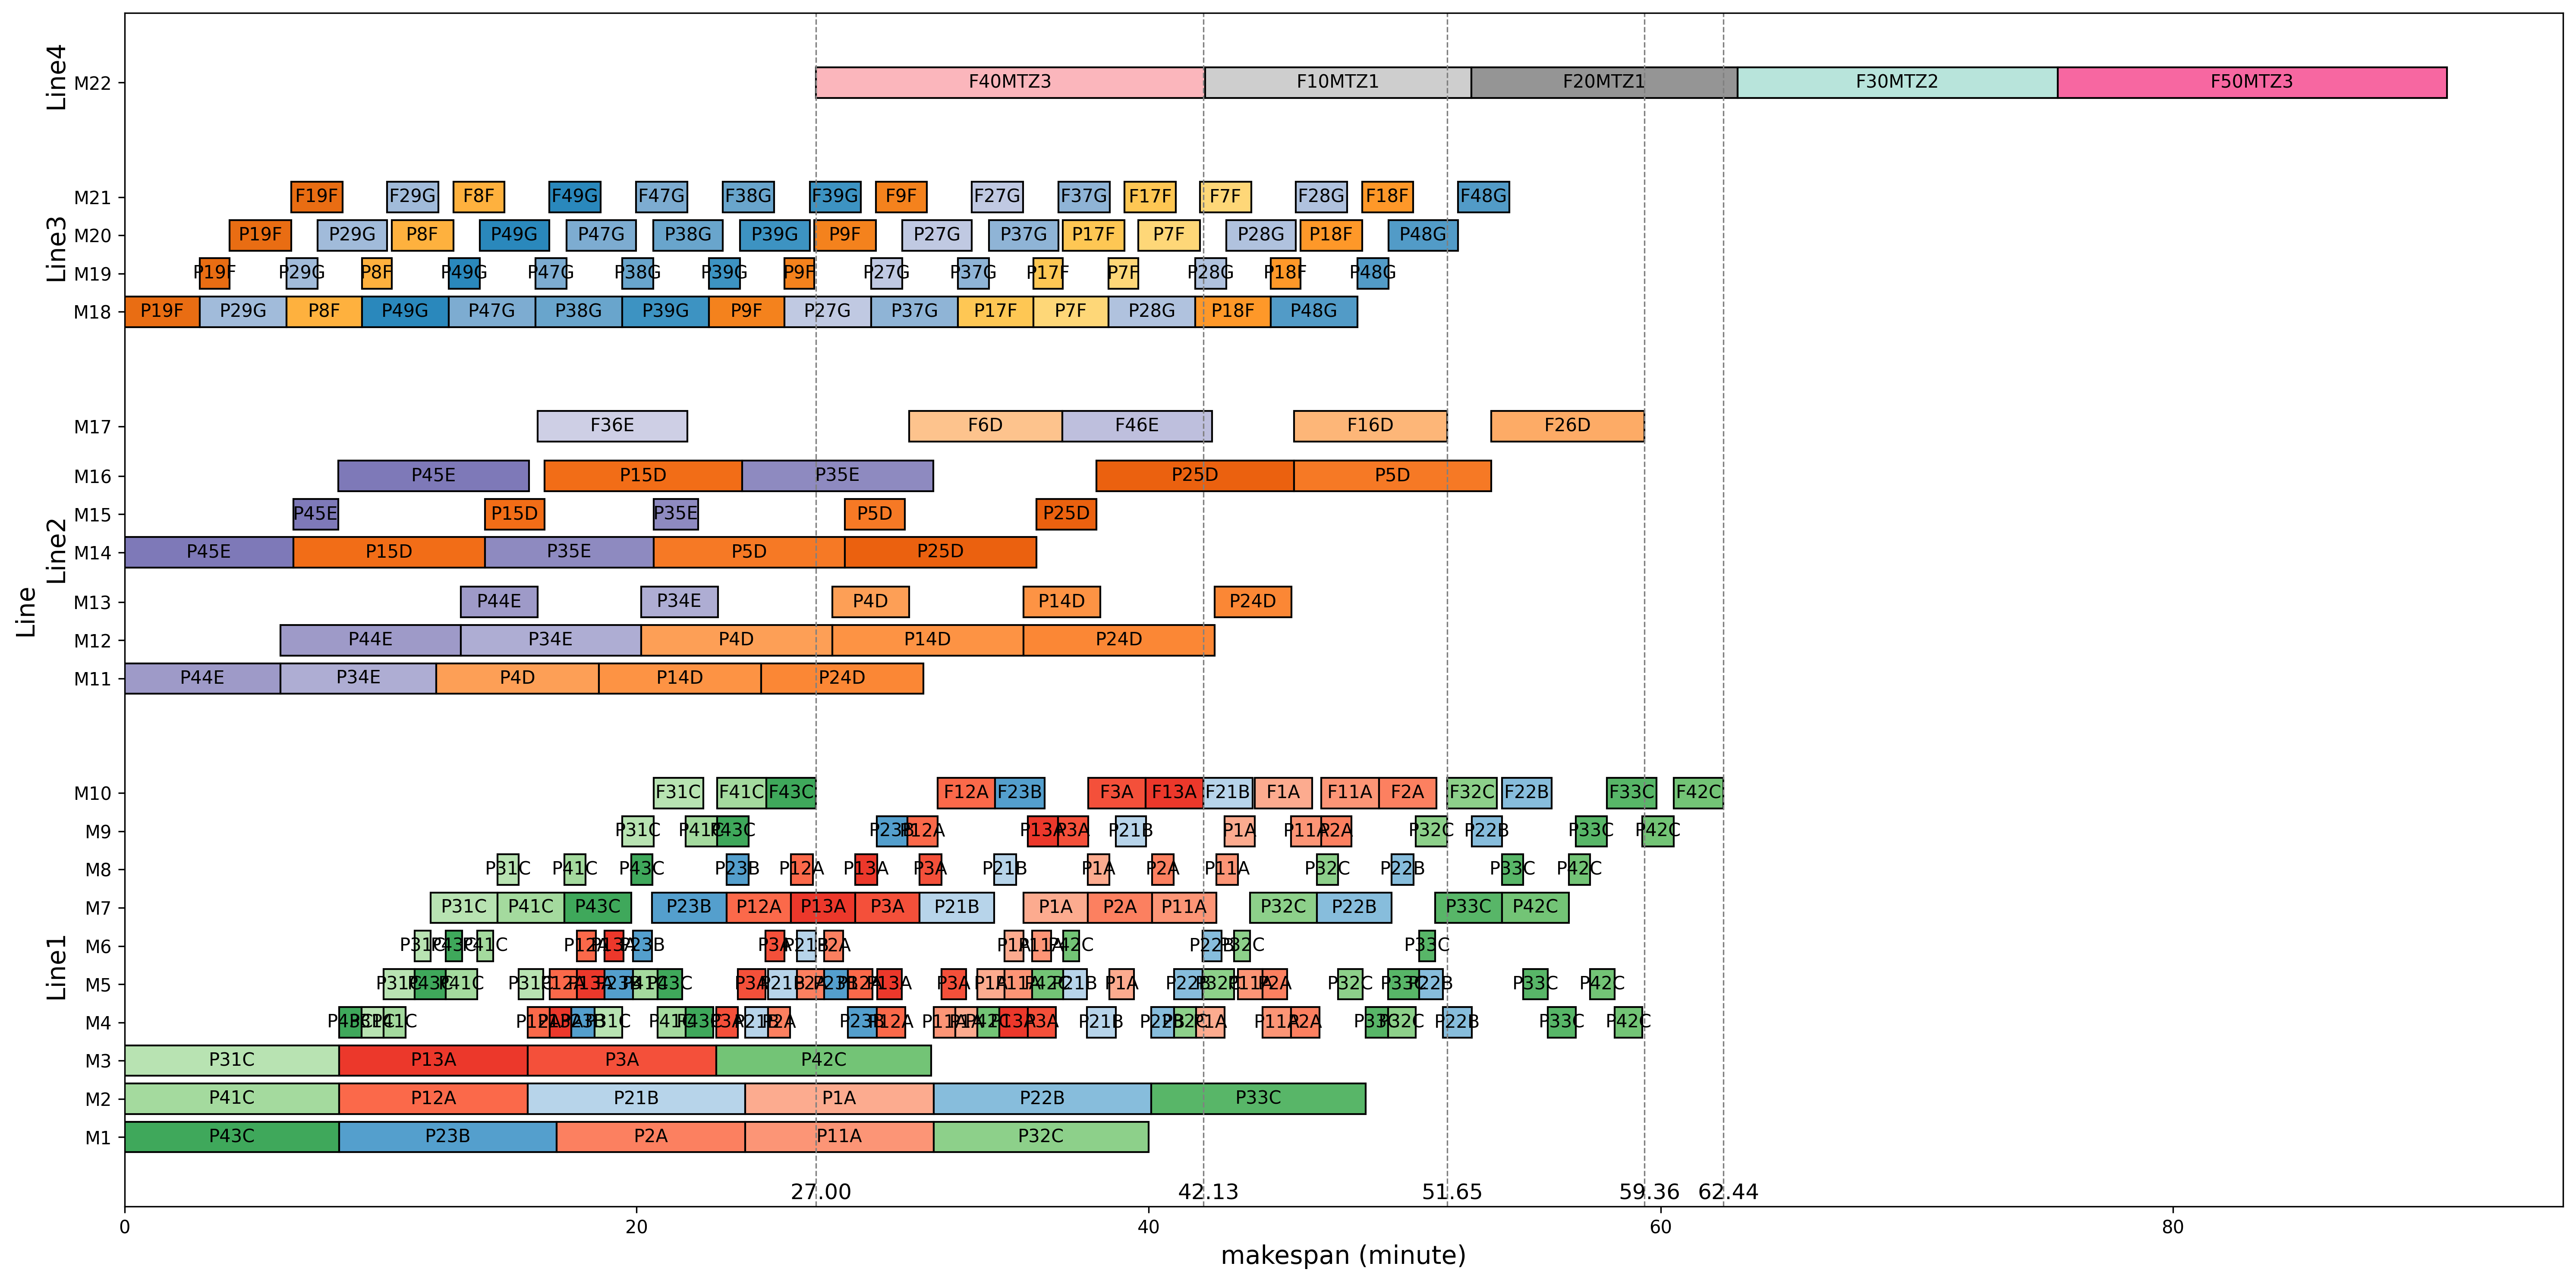 Line4
M22 F40MTZ3 F10MTZ1 F20MTZ1 F30MTZ2 F50MTZ3
Line3
M21 F19F F29G F8F F49G F47G F38G F39G F9F F27G F37G F17F F7F F28G F18F F48G
M20 P19F P29G P8F P49G P47G P38G P39G P9F P27G P37G P17F P7F P28G P18F P48G
M19 P19F P29G P8F P49G P47G P38G P39G P9F P27G P37G P17F P7F P28G P18F P48G
M18 P19F P29G P8F P49G P47G P38G P39G P9F P27G P37G P17F P7F P28G P18F P48G
Line
Line2
M17 F36E F6D F46E F16D F26D
M16 P45E P15D P35E P25D P5D
M15 P45E P15D P35E P5D P25D
M14 P45E P15D P35E P5D P25D
M13 P44E P34E P4D P14D P24D
M12 P44E P34E P4D P14D P24D
M11 P44E P34E P4D P14D P24D
Line1
M10 F31C F41C F43C F12A F23B F3A F13A F21B F1A F11A F2A F32C F22B F33C F42C
M9 P31C P41C P43C P23B P12A P13A P3A P21B P1A P11A P2A P32C P22B P33C P42C
M8 P31C P41C P43C P23B P12A P13A P3A P21B P1A P2A P11A P32C P22B P33C P42C
M7 P31C P41C P43C P23B P12A P13A P3A P21B P1A P2A P11A P32C P22B P33C P42C
M6 P31C P43C P41C P12A P13A P23B P3A P21B P2A P1A P11A P42C P22B P32C P33C
M5 P31C P43C P41C P31C P23B P41C P43C P3A P21B P2A P23B P12A P13A P3A P1A P11A P42C P21B P1A P22B P32C P11A P2A P32C P33C P22B P33C P42C
M4 P43C P31C P41C P12A P23B P31C P41C P43C P3A P21B P2A P23B P12A P11A P1A P42C P13A P3A P21B P22B P32C P1A P11A P2A P33C P32C P22B P33C P42C
M3 P31C P13A P3A P42C
M2 P41C P12A P21B P1A P22B P33C
M1 P43C P23B P2A P11A P32C
27.00 42.13 51.65 59.36 62.44
0 20 40 60 80
makespan (minute)